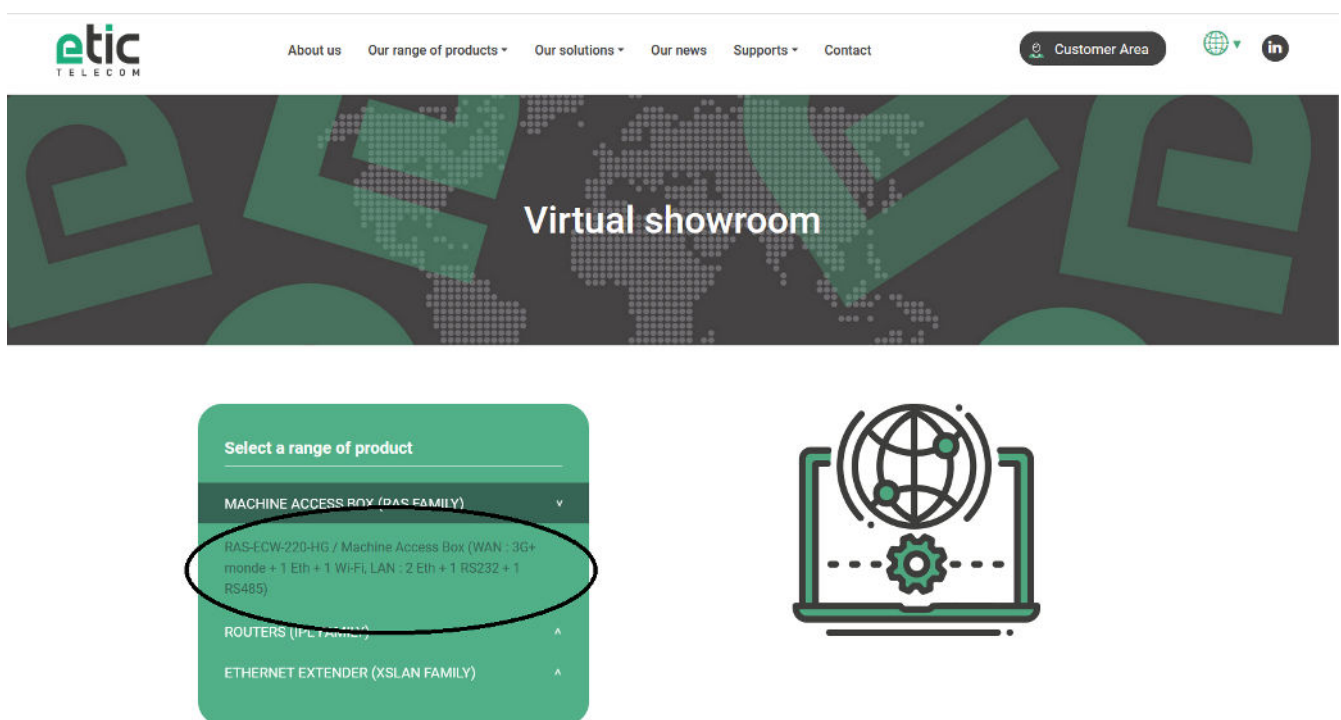 etic
TELECOM
About us
Our range of products
Our solutions
Our news
Supports
Contact
Customer Area
in
Virtual showroom
Select a range of product
MACHINE ACCESS BOX (RAS FAMILY)
RAS-ECW-220-HG / Machine Access Box (WAN : 3G+
monde + 1 Eth + 1 Wi-Fi, LAN : 2 Eth + 1 RS232 + 1
RS485)
ROUTERS (IPL FAMILY)
ETHERNET EXTENDER (XSLAN FAMILY)